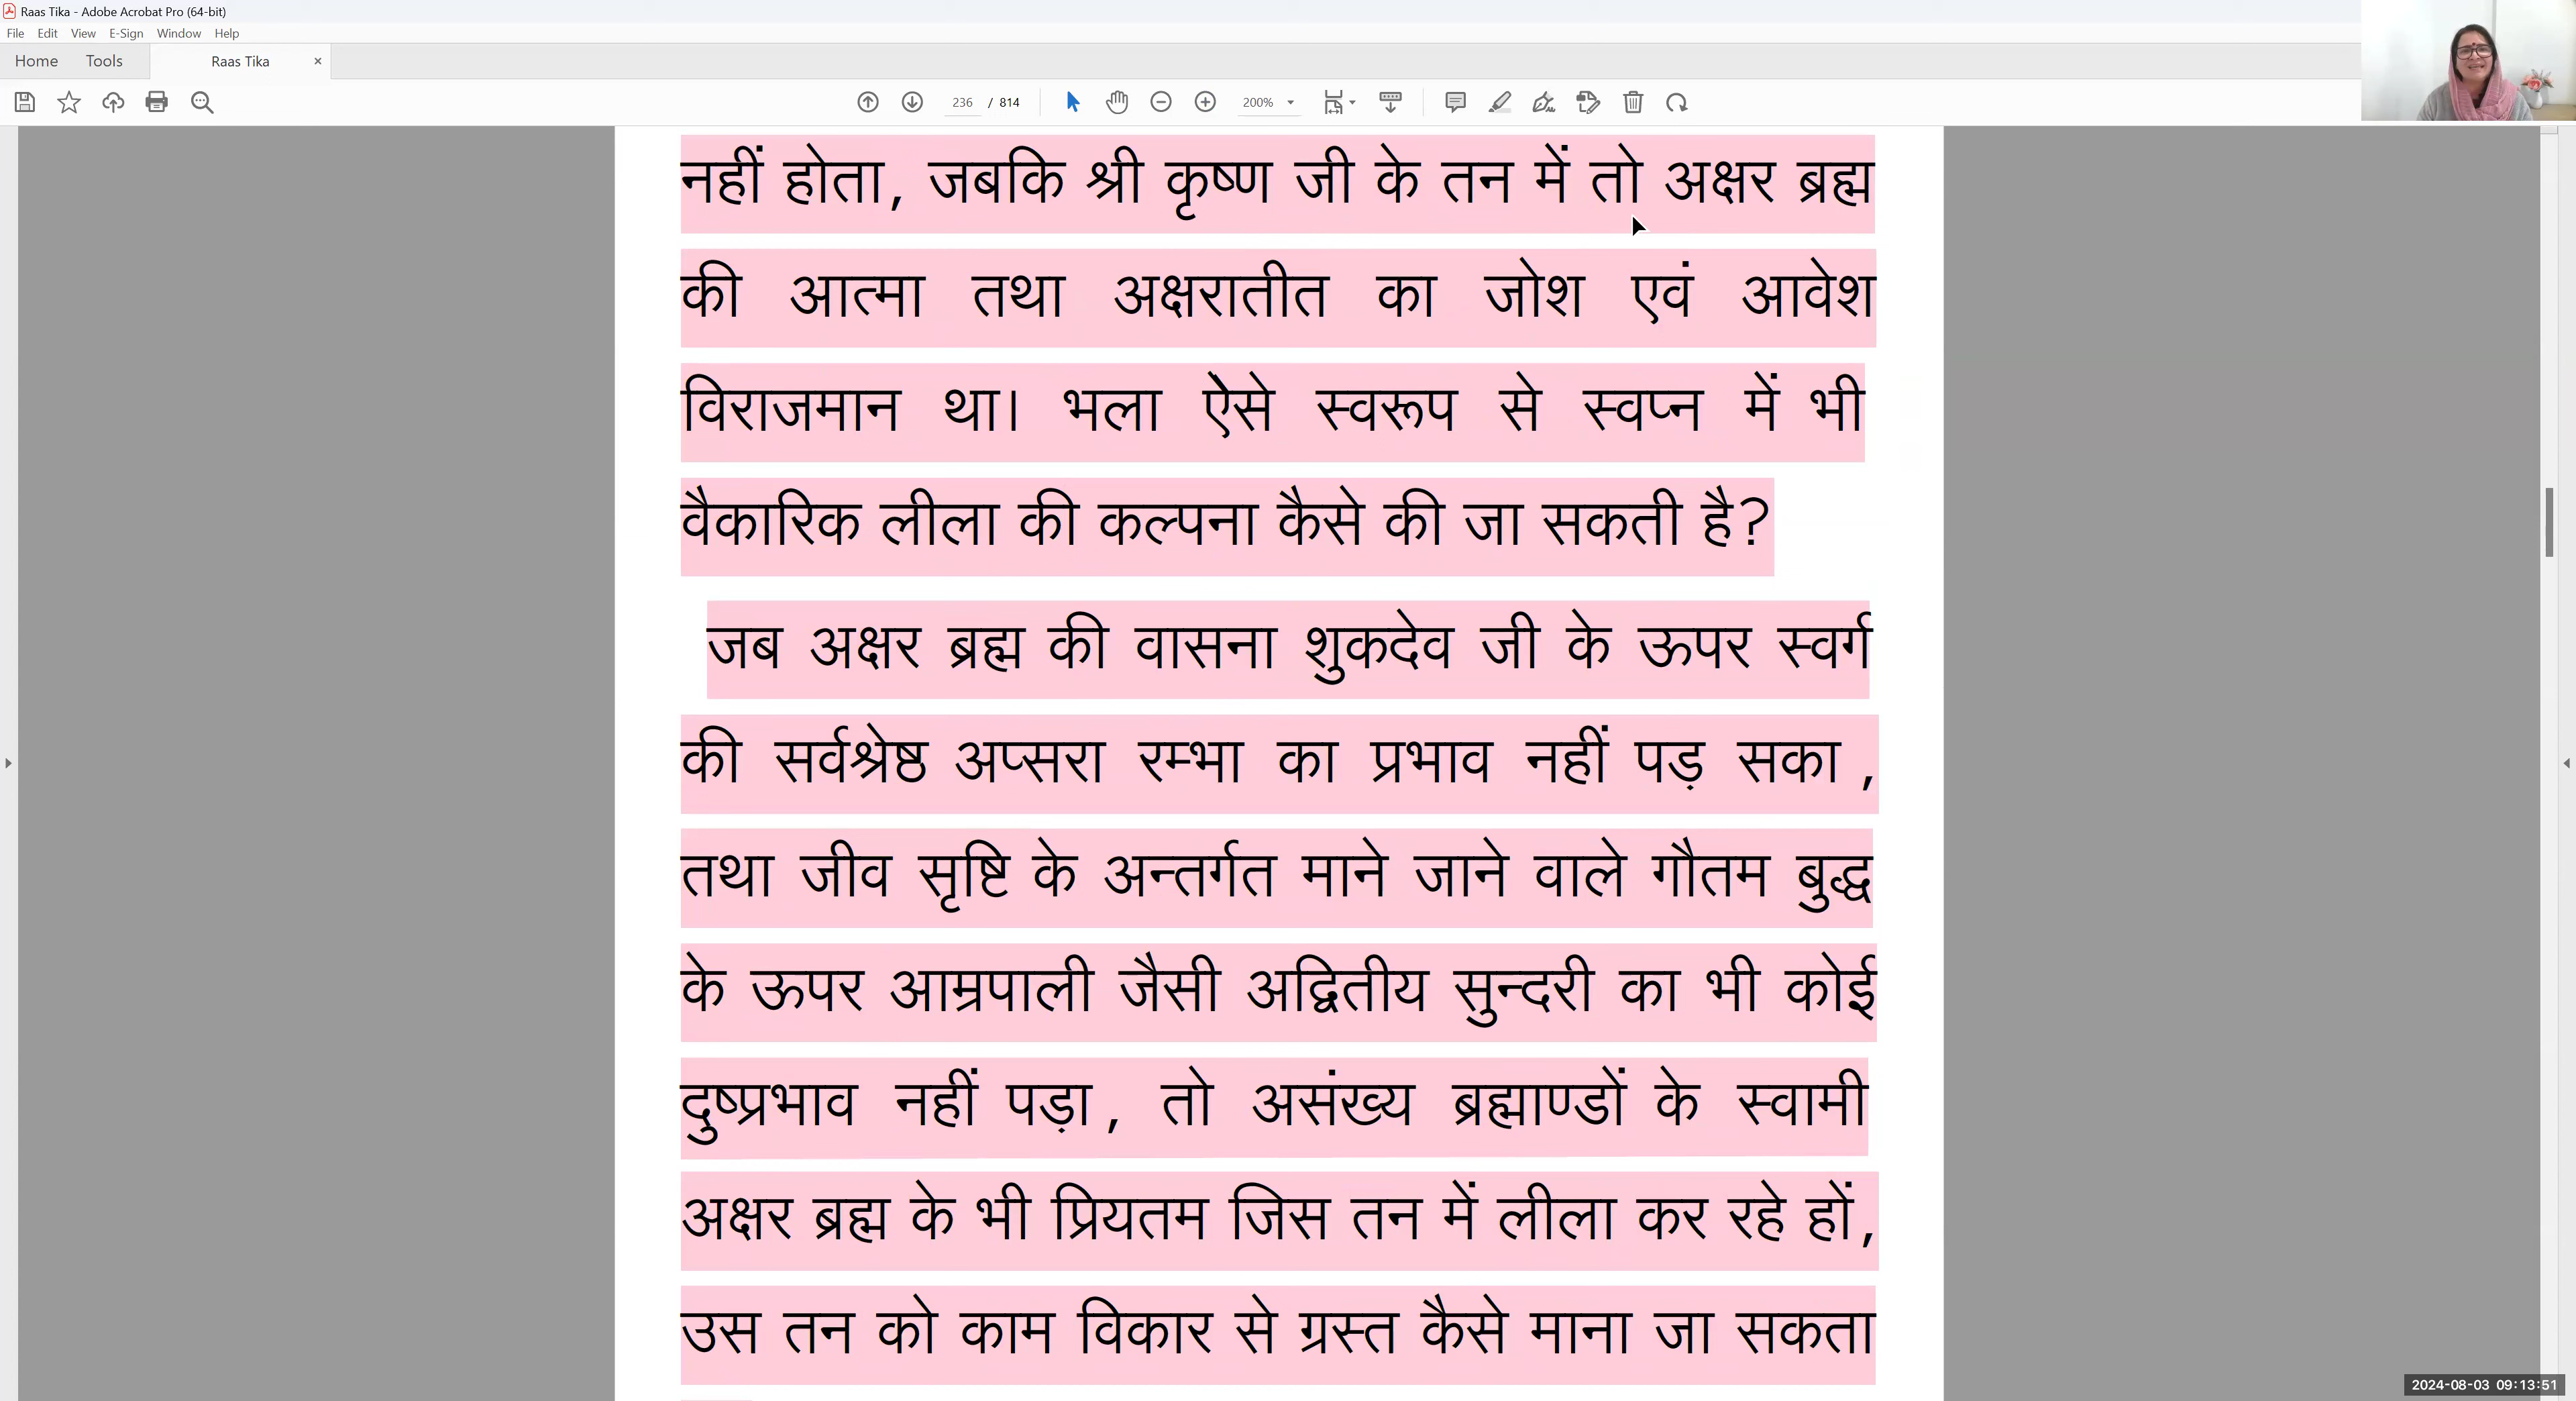 Raas Tika - Adobe Acrobat Pro (64-bit)
File Edit View E-Sign Window Help
Home Tools Raas Tika ×
236 / 814 200%
नहीं होता, जबकि श्री कृष्ण जी के तन में तो अक्षर ब्रह्म
की आत्मा तथा अक्षरातीत का जोश एवं आवेश
विराजमान था। भला ऐसे स्वरूप से स्वप्न में भी
वैकारिक लीला की कल्पना कैसे की जा सकती है?
जब अक्षर ब्रह्म की वासना शुकदेव जी के ऊपर स्वर्ग
की सर्वश्रेष्ठ अप्सरा रम्भा का प्रभाव नहीं पड़ सका,
तथा जीव सृष्टि के अन्तर्गत माने जाने वाले गौतम बुद्ध
के ऊपर आम्रपाली जैसी अद्वितीय सुन्दरी का भी कोई
दुष्प्रभाव नहीं पड़ा, तो असंख्य ब्रह्माण्डों के स्वामी
अक्षर ब्रह्म के भी प्रियतम जिस तन में लीला कर रहे हों,
उस तन को काम विकार से ग्रस्त कैसे माना जा सकता
2024-08-03 09:13:51